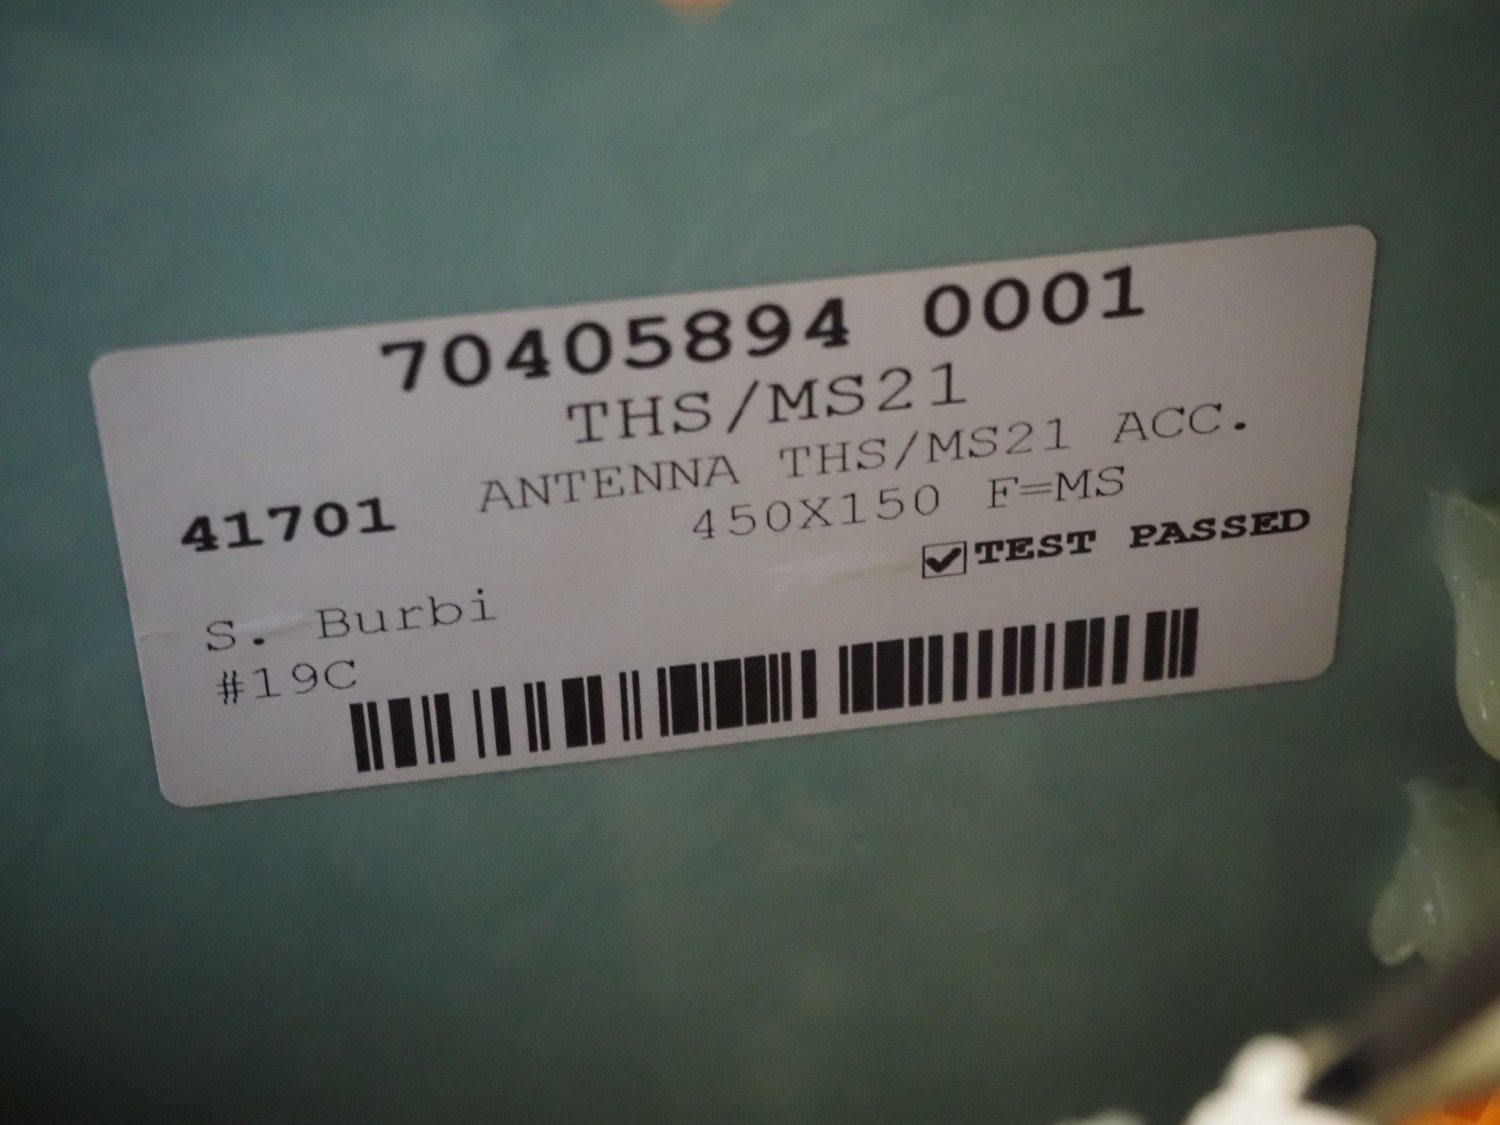 70405894 0001
THS/MS21
ANTENNA THS/MS21 ACC.
41701
450X150 F=MS
TEST PASSED
S. Burbi
#19C